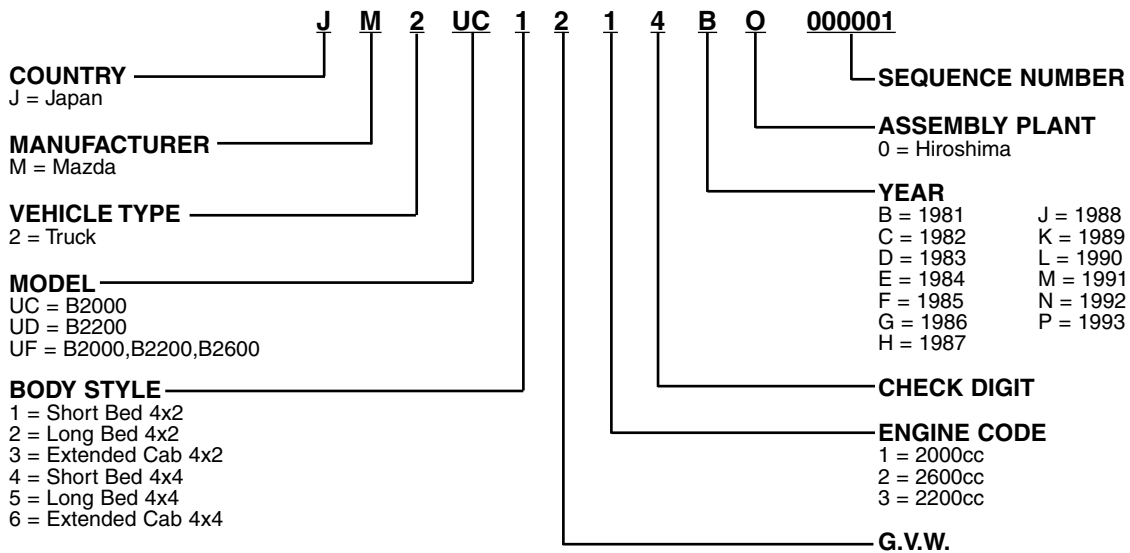 J M 2 UC 1 2 1 4 B O 000001
COUNTRY
J = Japan
MANUFACTURER
M = Mazda
VEHICLE TYPE
2 = Truck
MODEL
UC = B2000
UD = B2200
UF = B2000,B2200,B2600
BODY STYLE
1 = Short Bed 4x2
2 = Long Bed 4x2
3 = Extended Cab 4x2
4 = Short Bed 4x4
5 = Long Bed 4x4
6 = Extended Cab 4x4
SEQUENCE NUMBER
ASSEMBLY PLANT
0 = Hiroshima
YEAR
B = 1981 J = 1988
C = 1982 K = 1989
D = 1983 L = 1990
E = 1984 M = 1991
F = 1985 N = 1992
G = 1986 P = 1993
H = 1987
CHECK DIGIT
ENGINE CODE
1 = 2000cc
2 = 2600cc
3 = 2200cc
G.V.W.